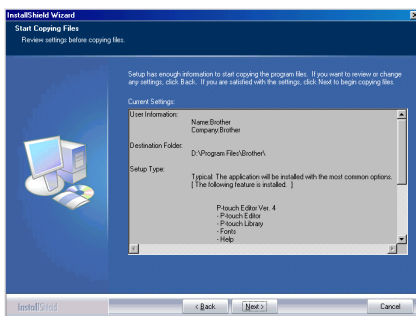 InstallShield Wizard
Start Copying Files
Review settings before copying files.
Setup has enough information to start copying the program files. If you want to review or change
any settings, click Back. If you are satisfied with the settings, click Next to begin copying files.
Current Settings:
User Information:
Name:Brother
Company:Brother
Destination Folder:
D:\Program Files\Brother\
Setup Type:
Typical: The application will be installed with the most common options.
[ The following feature is installed. ]
P-touch Editor Ver. 4
- P-touch Editor
- P-touch Library
- Fonts
- Help
InstallShield
< Back
Next >
Cancel